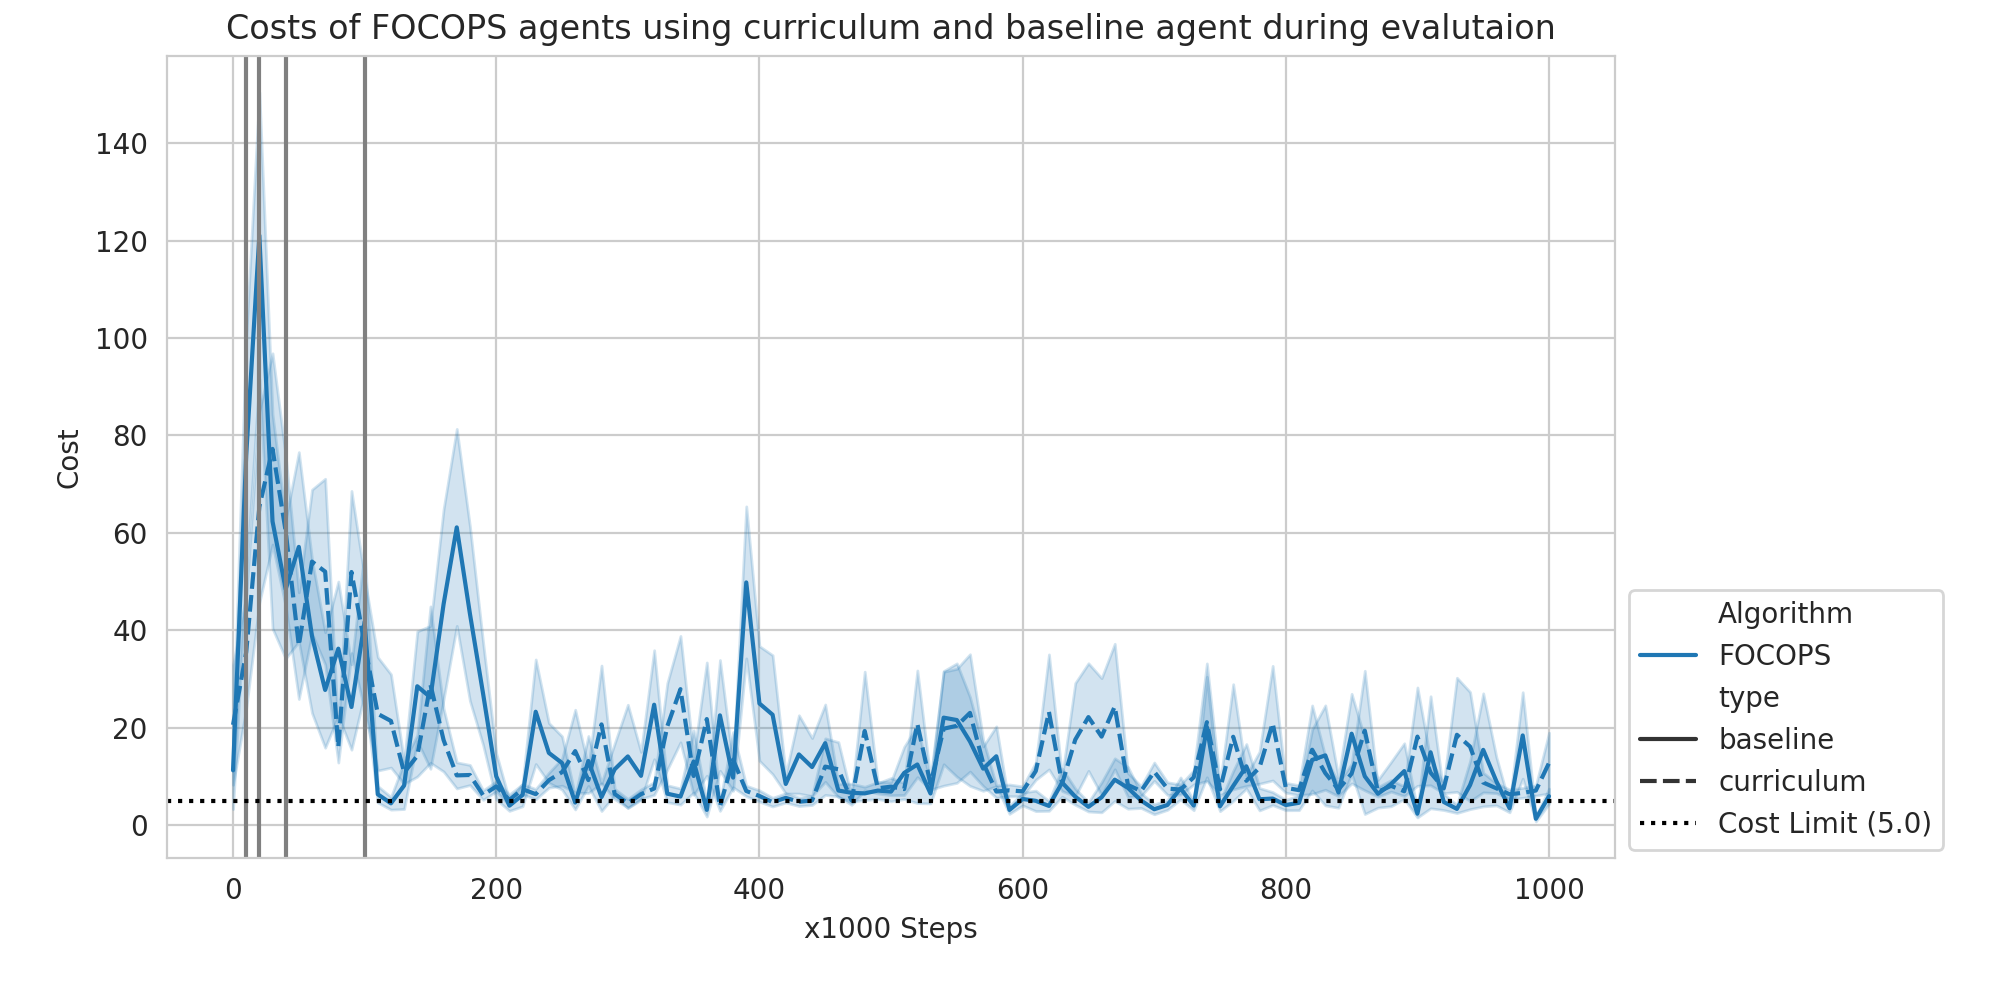 Costs of FOCOPS agents using curriculum and baseline agent during evalutaion
140
120
100
80
60
40
20
0
Cost
0 200 400 600 800 1000
x1000 Steps
Algorithm
FOCOPS
type
baseline
curriculum
Cost Limit (5.0)